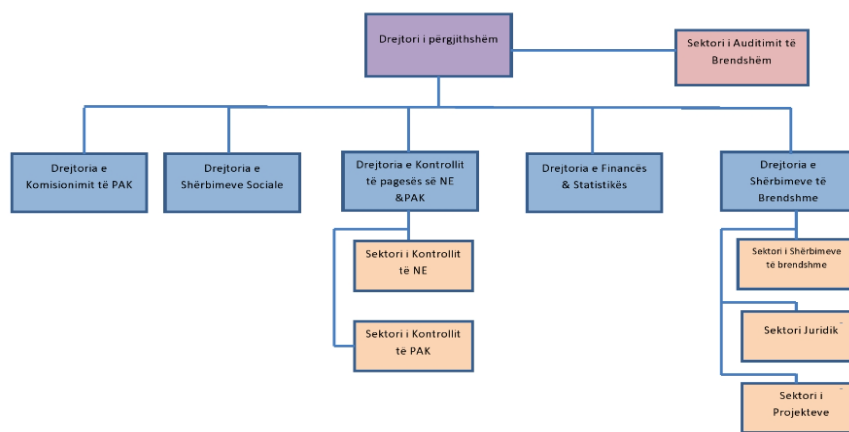 Drejtori i përgjithshëm
Sektori i Auditimit të
Brendshëm
Drejtoria e
Komisionimit të PAK
Drejtoria e
Shërbimeve Sociale
Drejtoria e Kontrollit
të pagesës së NE
&PAK
Drejtoria e Financës
& Statistikës
Drejtoria e
Shërbimeve të
Brendshme
Sektori i Kontrollit
të NE
Sektori i Kontrollit
të PAK
Sektori i Shërbimeve
të brendshme
Sektori Juridik
Sektori i
Projekteve